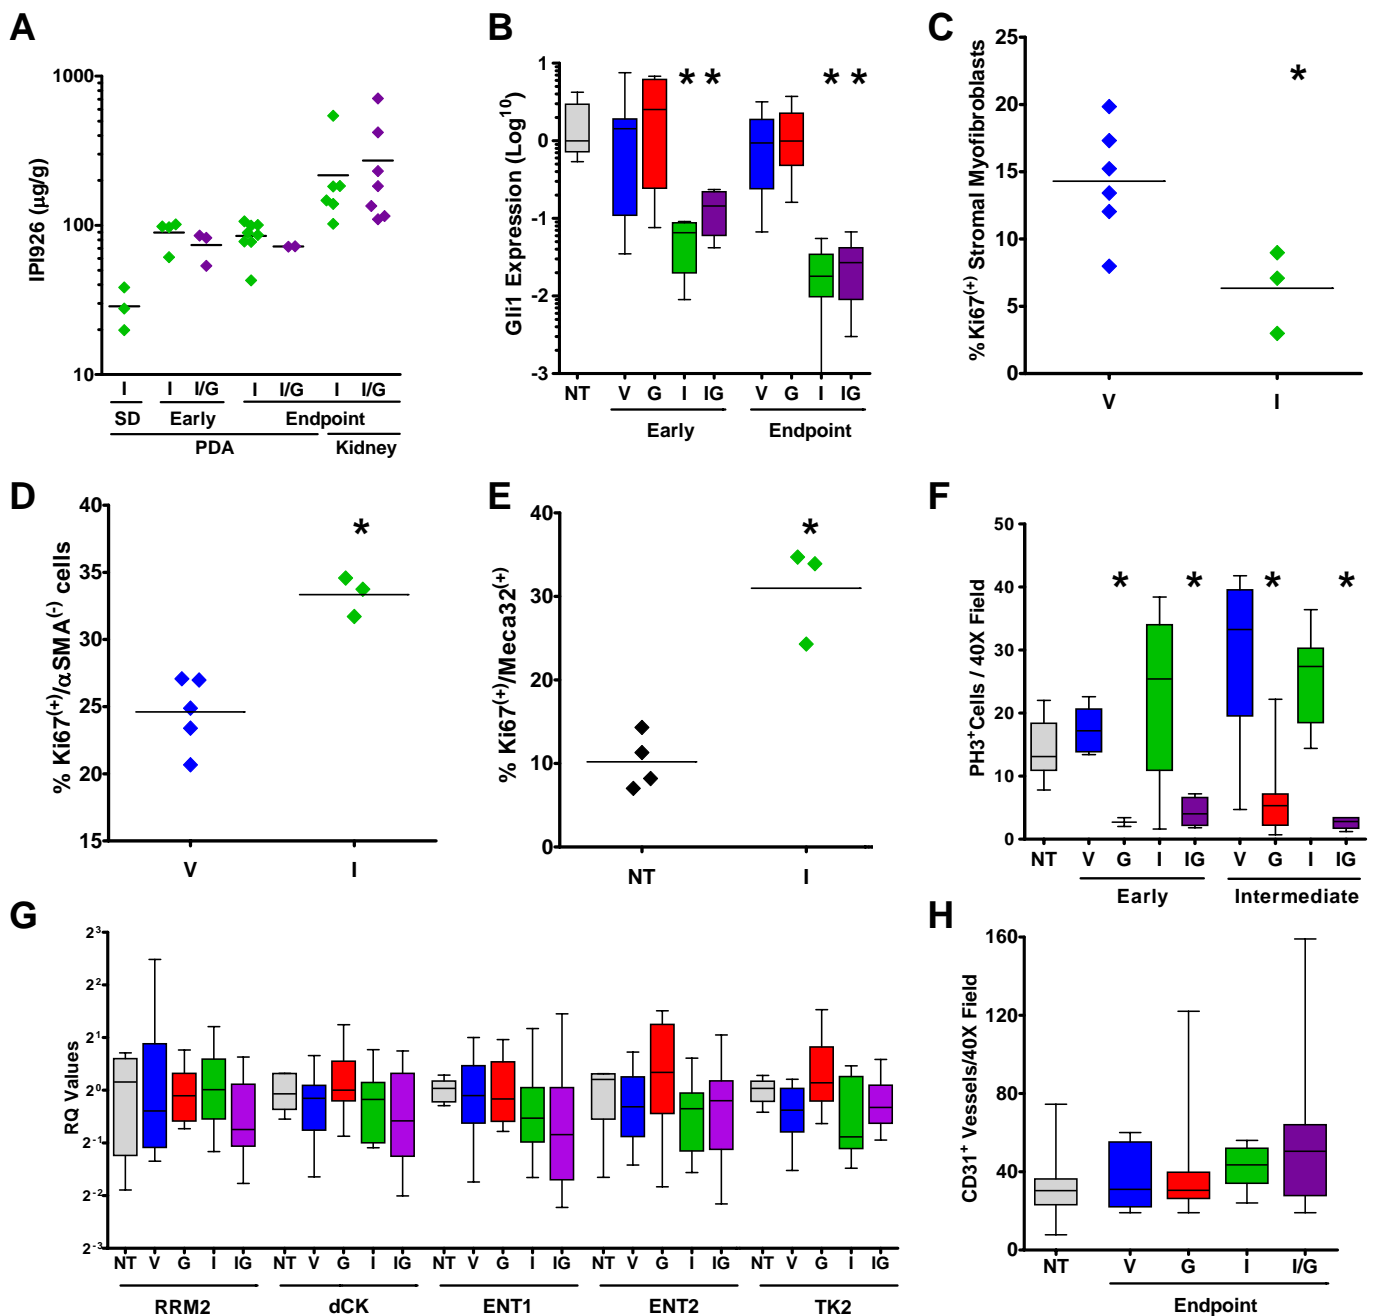 A
IPI926 (µg/g)
1000
100
10
I I I/G I I/G I I/G
SD Early Endpoint
PDA Kidney
B
Gli1 Expression (Log10)
1
0
-1
-2
-3
* * * *
NT V G I IG V G I IG
Early Endpoint
C
% Ki67(+) Stromal Myofibroblasts
25
20
15
10
5
0
*
V I
D
% Ki67(+)/αSMA(-) cells
40
35
30
25
20
15
*
V I
E
% Ki67(+)/Meca32(+)
40
30
20
10
0
*
NT I
F
PH3+Cells / 40X Field
50
40
30
20
10
0
* * * *
NT V G I IG V G I IG
Early Intermediate
G
RQ Values
2^3
2^2
2^1
2^0
2^-1
2^-2
2^-3
NT V G I IG NT V G I IG NT V G I IG NT V G I IG NT V G I IG
RRM2 dCK ENT1 ENT2 TK2
H
CD31+ Vessels/40X Field
160
120
80
40
0
NT V G I I/G
Endpoint